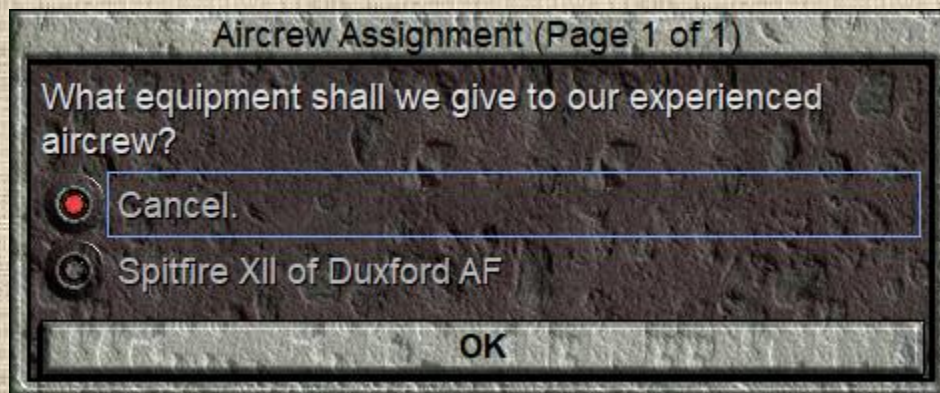 Aircrew Assignment (Page 1 of 1)
What equipment shall we give to our experienced
aircrew?
Cancel.
Spitfire XII of Duxford AF
OK